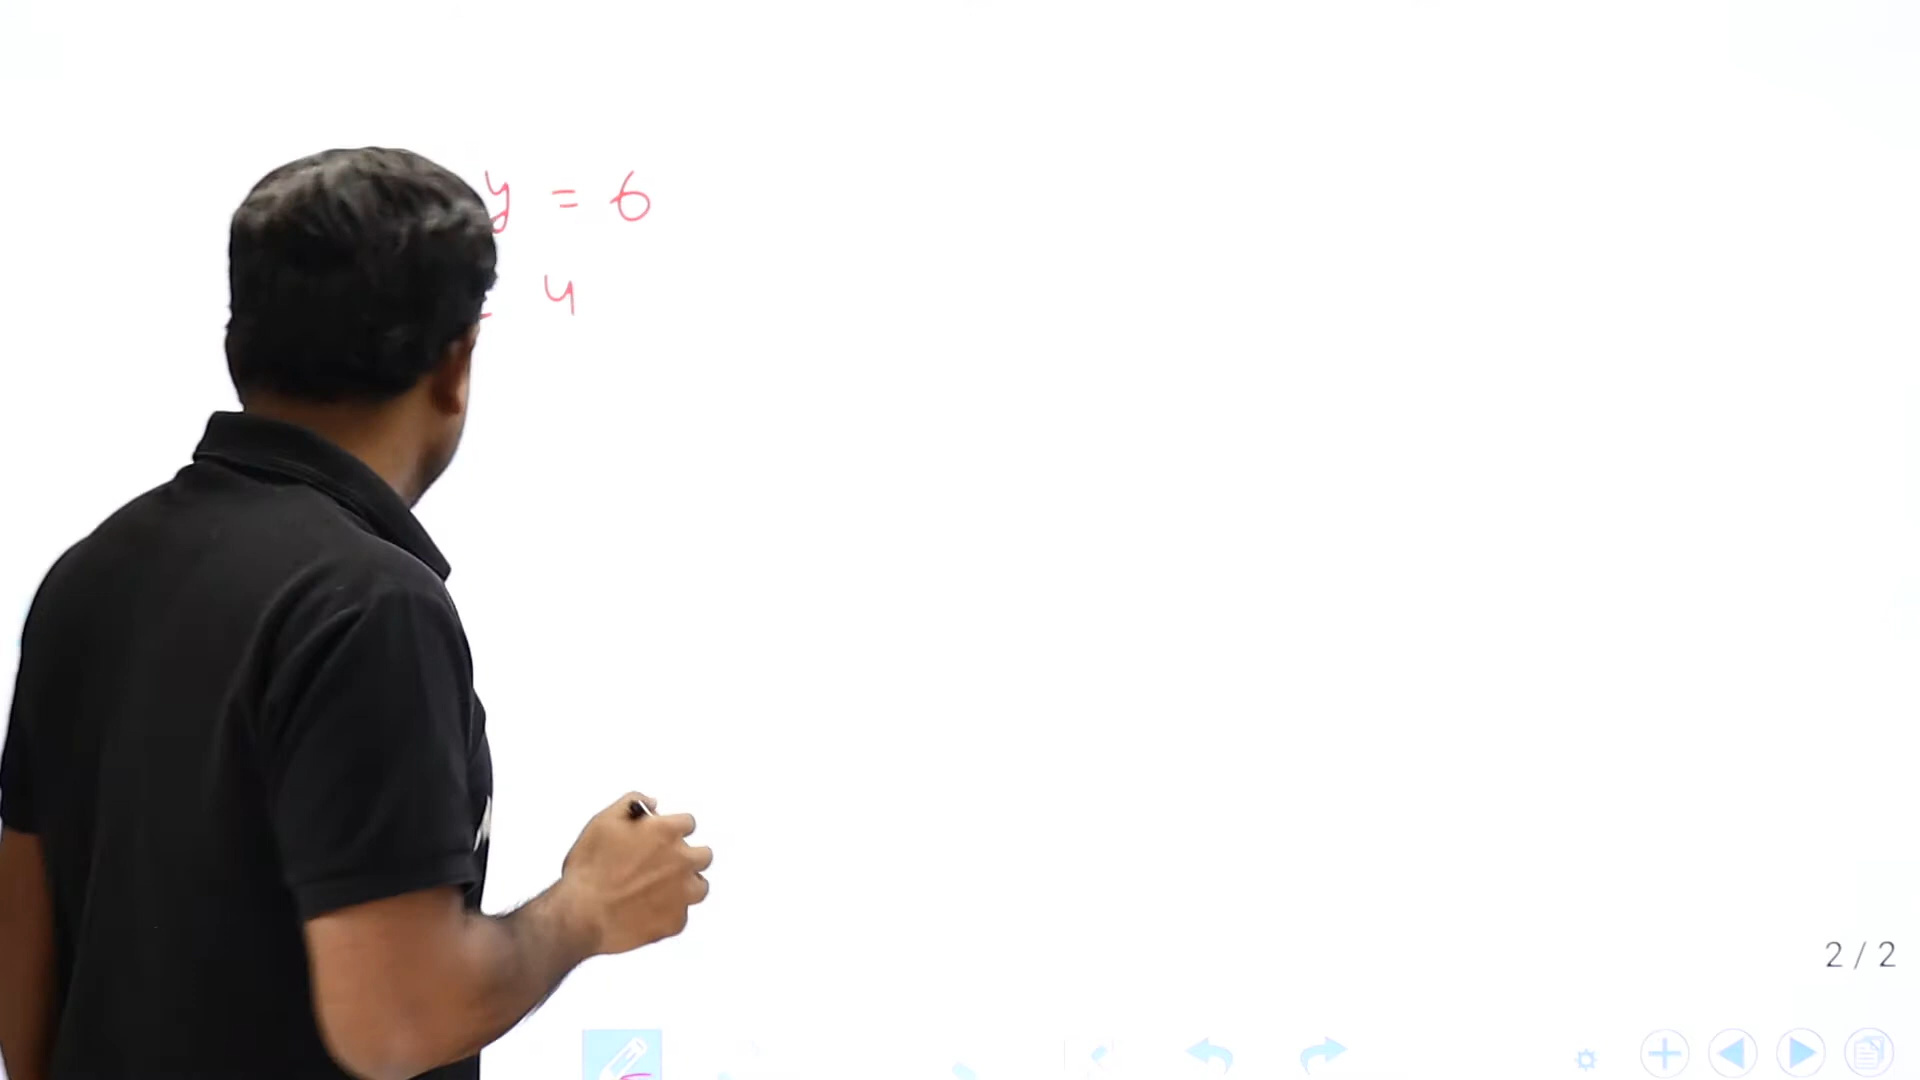 y = 6
= 4
2 / 2